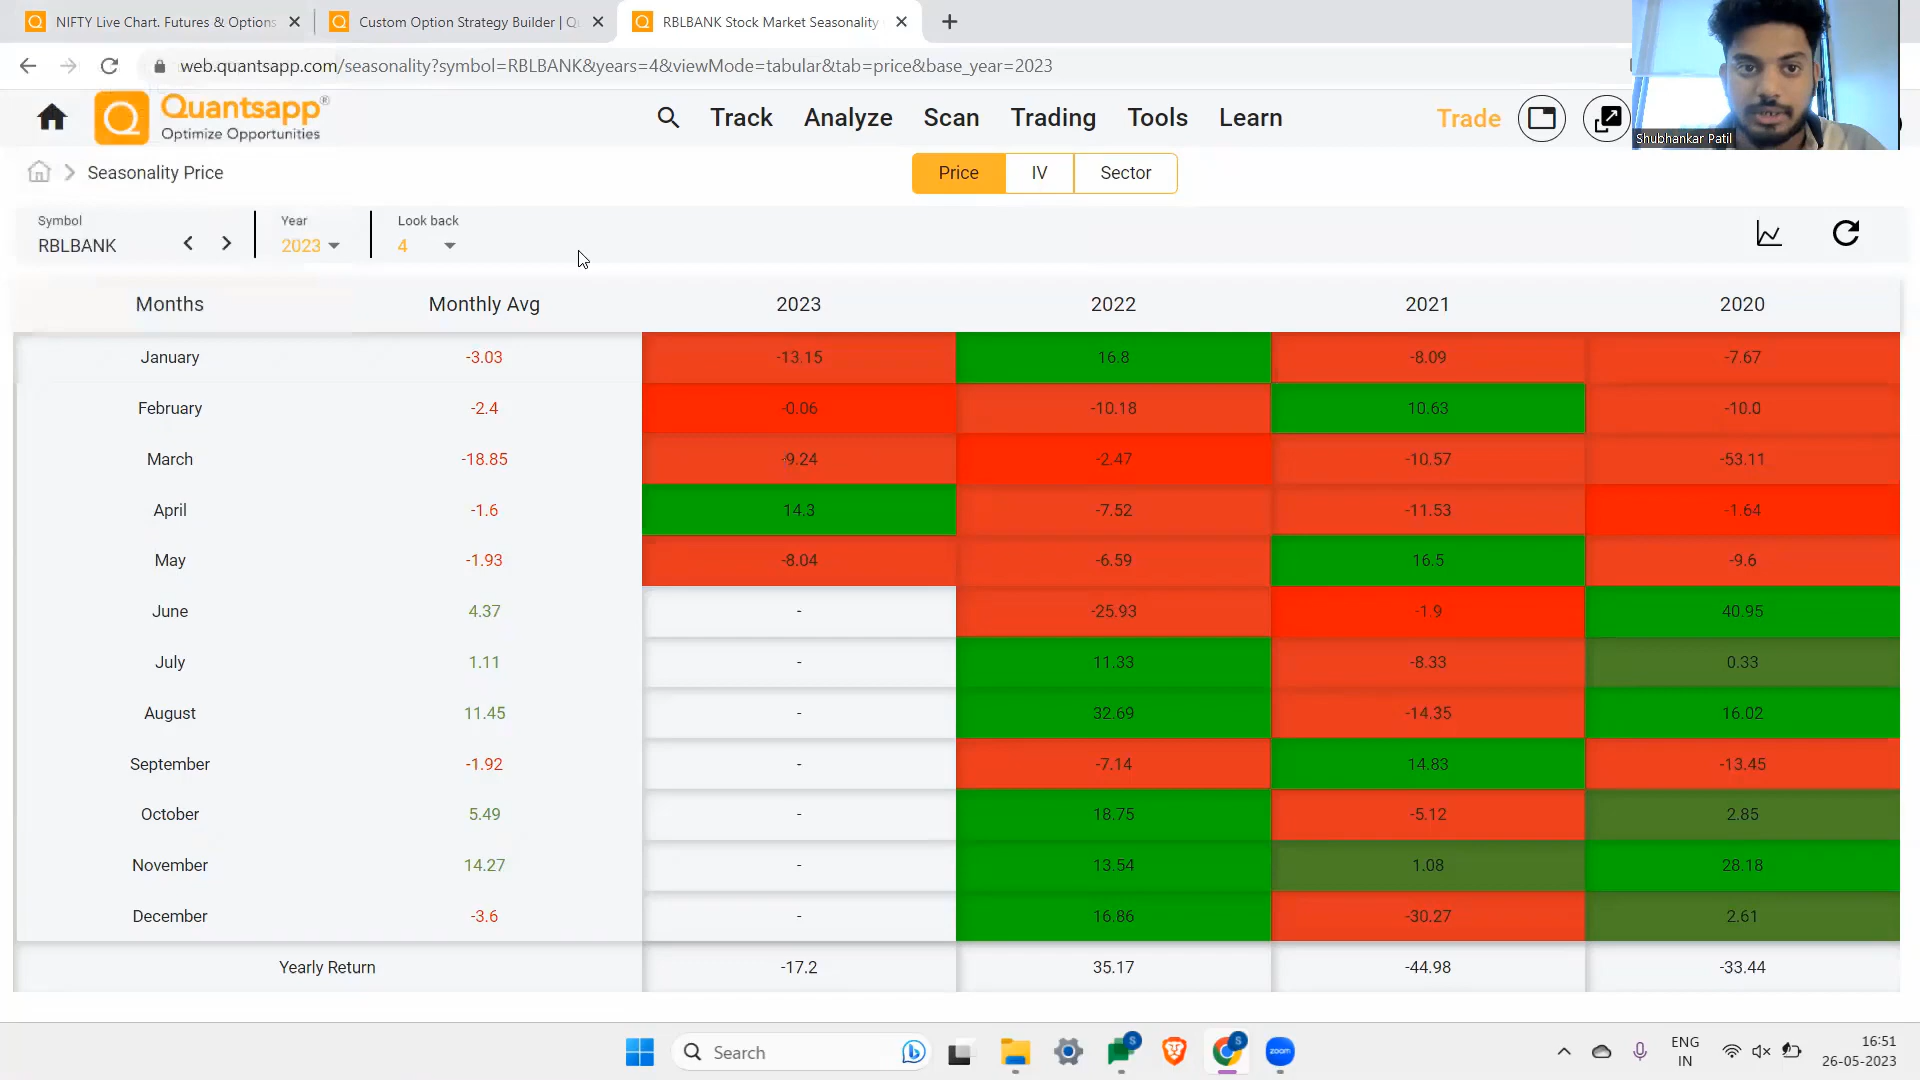 NIFTY Live Chart. Futures & Options
Custom Option Strategy Builder | Q
RBLBANK Stock Market Seasonality
web.quantsapp.com/seasonality?symbol=RBLBANK&years=4&viewMode=tabular&tab=price&base_year=2023
Quantsapp®
Optimize Opportunities
Track Analyze Scan Trading Tools Learn
Trade
Shubhankar Patil
Seasonality Price
Price IV Sector
Symbol Year Look back
RBLBANK 2023 4
Months Monthly Avg 2023 2022 2021 2020
January -3.03 -13.15 16.8 -8.09 -7.67
February -2.4 -0.06 -10.18 10.63 -10.0
March -18.85 -9.24 -2.47 -10.57 -53.11
April -1.6 14.3 -7.52 -11.53 -1.64
May -1.93 -8.04 -6.59 16.5 -9.6
June 4.37 - -25.93 -1.9 40.95
July 1.11 - 11.33 -8.33 0.33
August 11.45 - 32.69 -14.35 16.02
September -1.92 - -7.14 14.83 -13.45
October 5.49 - 18.75 -5.12 2.85
November 14.27 - 13.54 1.08 28.18
December -3.6 - 16.86 -30.27 2.61
Yearly Return -17.2 35.17 -44.98 -33.44
Search
S
S
zoom
ENG
IN
16:51
26-05-2023